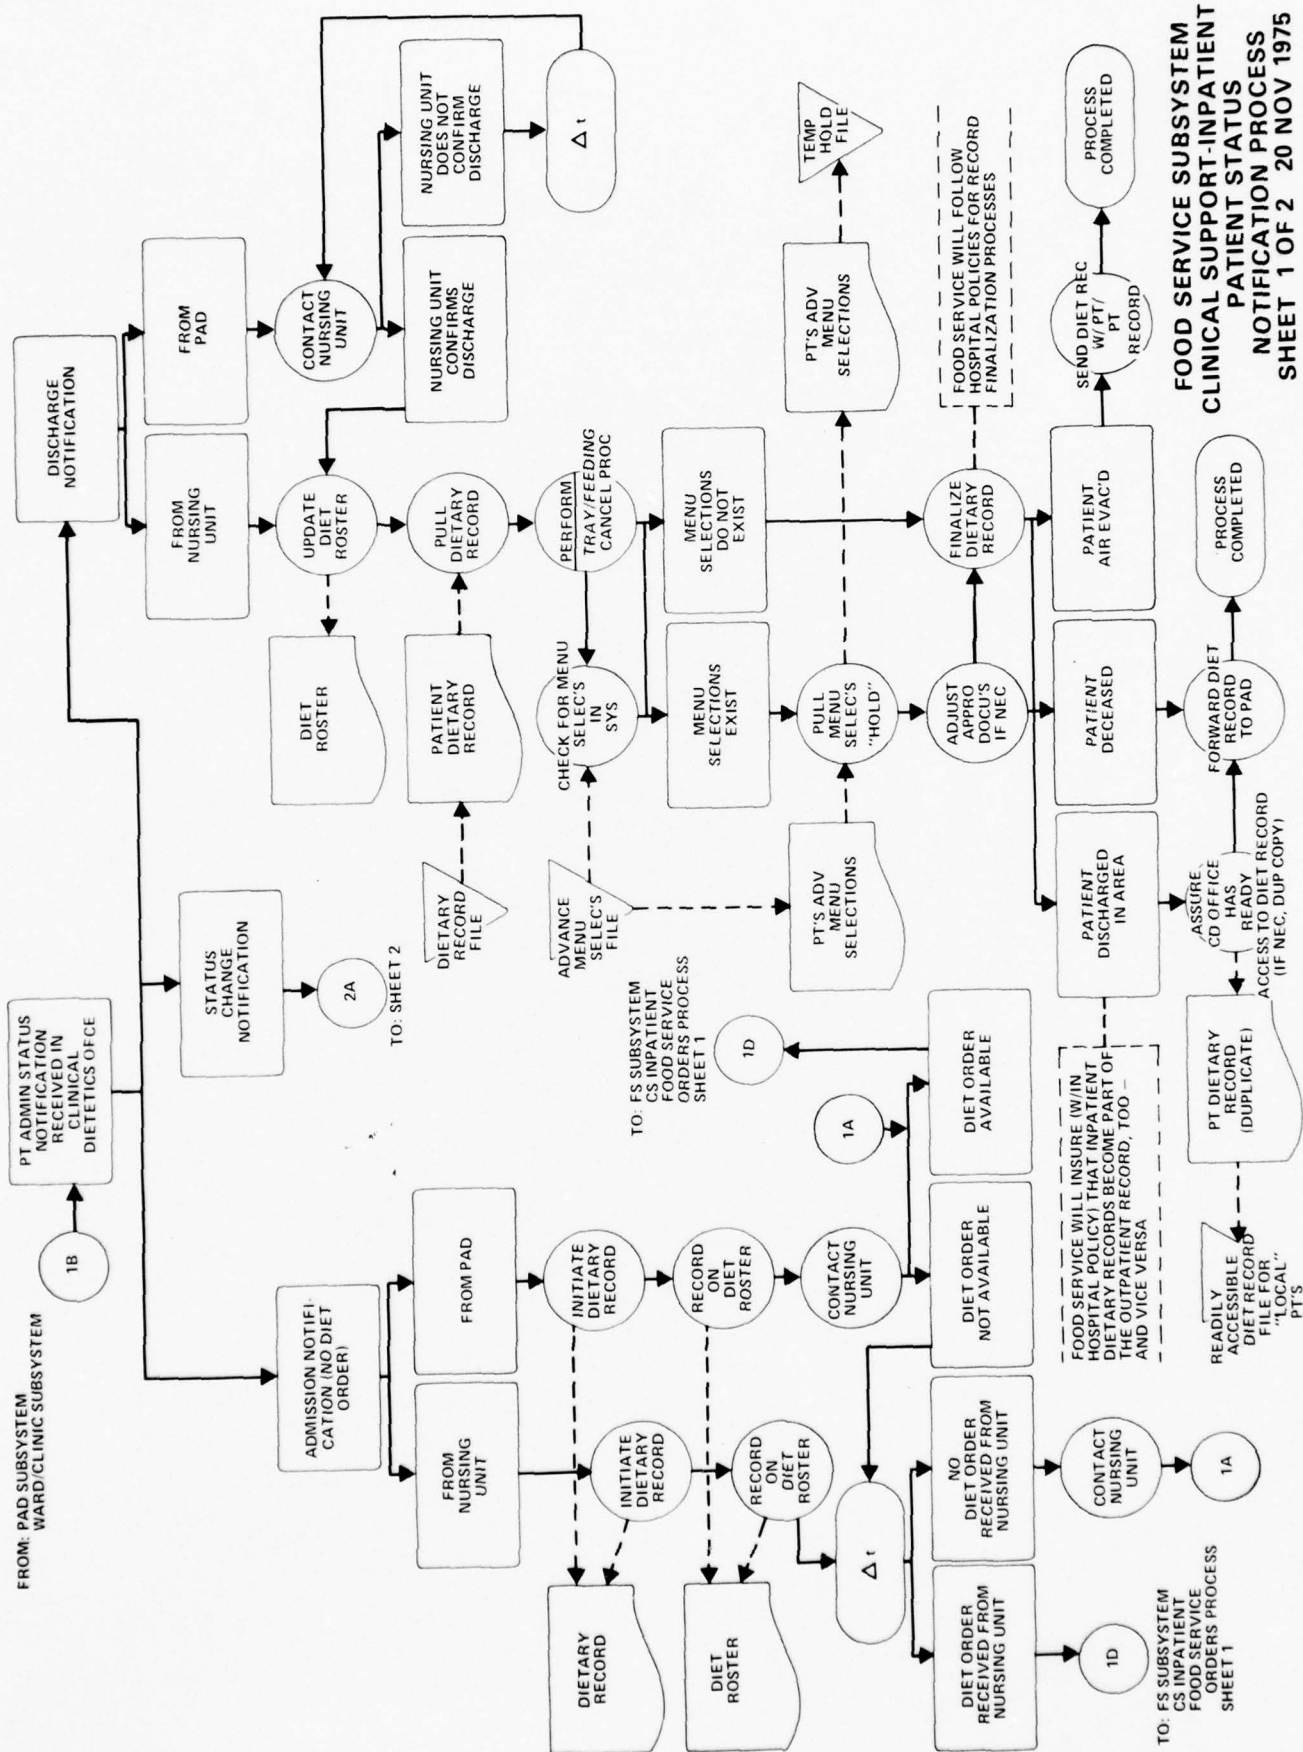 FROM: PAD SUBSYSTEM
WARD/CLINIC SUBSYSTEM
1B
PT ADMIN STATUS
NOTIFICATION
RECEIVED IN
CLINICAL
DIETETICS OFCE
DISCHARGE
NOTIFICATION
STATUS
CHANGE
NOTIFICATION
2A
TO: SHEET 2
ADMISSION NOTIFI-
CATION (NO DIET
ORDER)
FROM
NURSING
UNIT
FROM PAD
INITIATE
DIETARY
RECORD
INITIATE
DIETARY
RECORD
DIETARY
RECORD
RECORD
ON
DIET
ROSTER
RECORD
ON
DIET
ROSTER
DIET
ROSTER
CONTACT
NURSING
UNIT
Δ t
1A
DIET ORDER
NOT AVAILABLE
DIET ORDER
AVAILABLE
1D
TO: FS SUBSYSTEM
CS INPATIENT
FOOD SERVICE
ORDERS PROCESS
SHEET 1
DIET ORDER
RECEIVED FROM
NURSING UNIT
NO
DIET ORDER
RECEIVED FROM
NURSING UNIT
1D
TO: FS SUBSYSTEM
CS INPATIENT
FOOD SERVICE
ORDERS PROCESS
SHEET 1
CONTACT
NURSING
UNIT
1A
FROM
NURSING
UNIT
FROM
PAD
CONTACT
NURSING
UNIT
NURSING UNIT
CONFIRMS
DISCHARGE
NURSING UNIT
DOES NOT
CONFIRM
DISCHARGE
Δ t
UPDATE
DIET
ROSTER
DIET
ROSTER
PULL
DIETARY
RECORD
PATIENT
DIETARY
RECORD
DIETARY
RECORD
FILE
PERFORM
TRAY/FEEDING
CANCEL PROC
CHECK FOR MENU
SELEC'S
IN
SYS
ADVANCE
MENU
SELEC'S
FILE
MENU
SELECTIONS
EXIST
MENU
SELECTIONS
DO NOT
EXIST
PT'S ADV
MENU
SELECTIONS
PULL
MENU
SELEC'S
"HOLD"
PT'S ADV
MENU
SELECTIONS
TEMP
HOLD
FILE
ADJUST
APPRO
DOCU'S
IF NEC
FINALIZE
DIETARY
RECORD
FOOD SERVICE WILL FOLLOW
HOSPITAL POLICIES FOR RECORD
FINALIZATION PROCESSES
FOOD SERVICE WILL INSURE (W/IN
HOSPITAL POLICY) THAT INPATIENT
DIETARY RECORDS BECOME PART OF
THE OUTPATIENT RECORD, TOO –
AND VICE VERSA
PATIENT
DISCHARGED
IN AREA
PATIENT
DECEASED
PATIENT
AIR EVAC'D
SEND DIET REC
W/ PT/
PT
RECORD
PROCESS
COMPLETED
ASSURE
CD OFFICE
HAS
READY
ACCESS TO DIET RECORD
(IF NEC, DUP COPY)
FORWARD DIET
RECORD
TO PAD
PROCESS
COMPLETED
PT DIETARY
RECORD
(DUPLICATE)
READILY
ACCESSIBLE
DIET RECORD
FILE FOR
"LOCAL"
PT'S
FOOD SERVICE SUBSYSTEM
CLINICAL SUPPORT-INPATIENT
PATIENT STATUS
NOTIFICATION PROCESS
SHEET 1 OF 2 20 NOV 1975